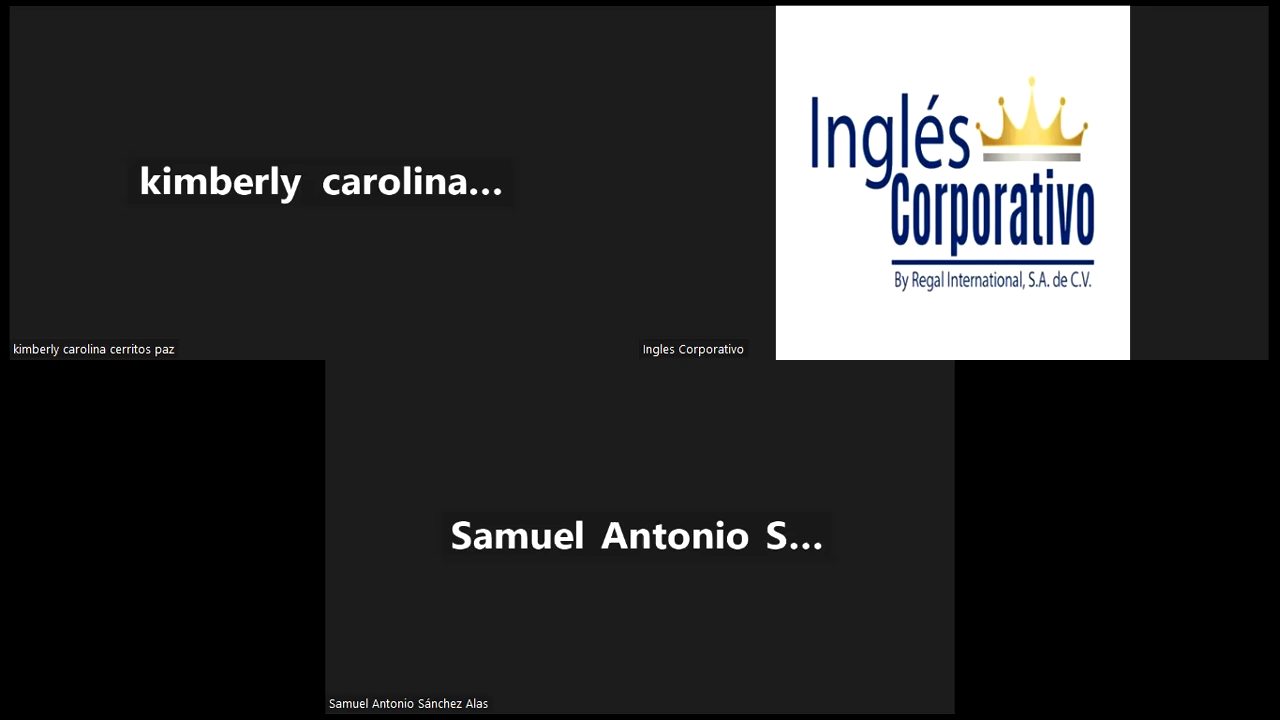 kimberly carolina...
kimberly carolina cerritos paz
Inglés
Corporativo
By Regal International, S.A. de C.V.
Ingles Corporativo
Samuel Antonio S...
Samuel Antonio Sánchez Alas